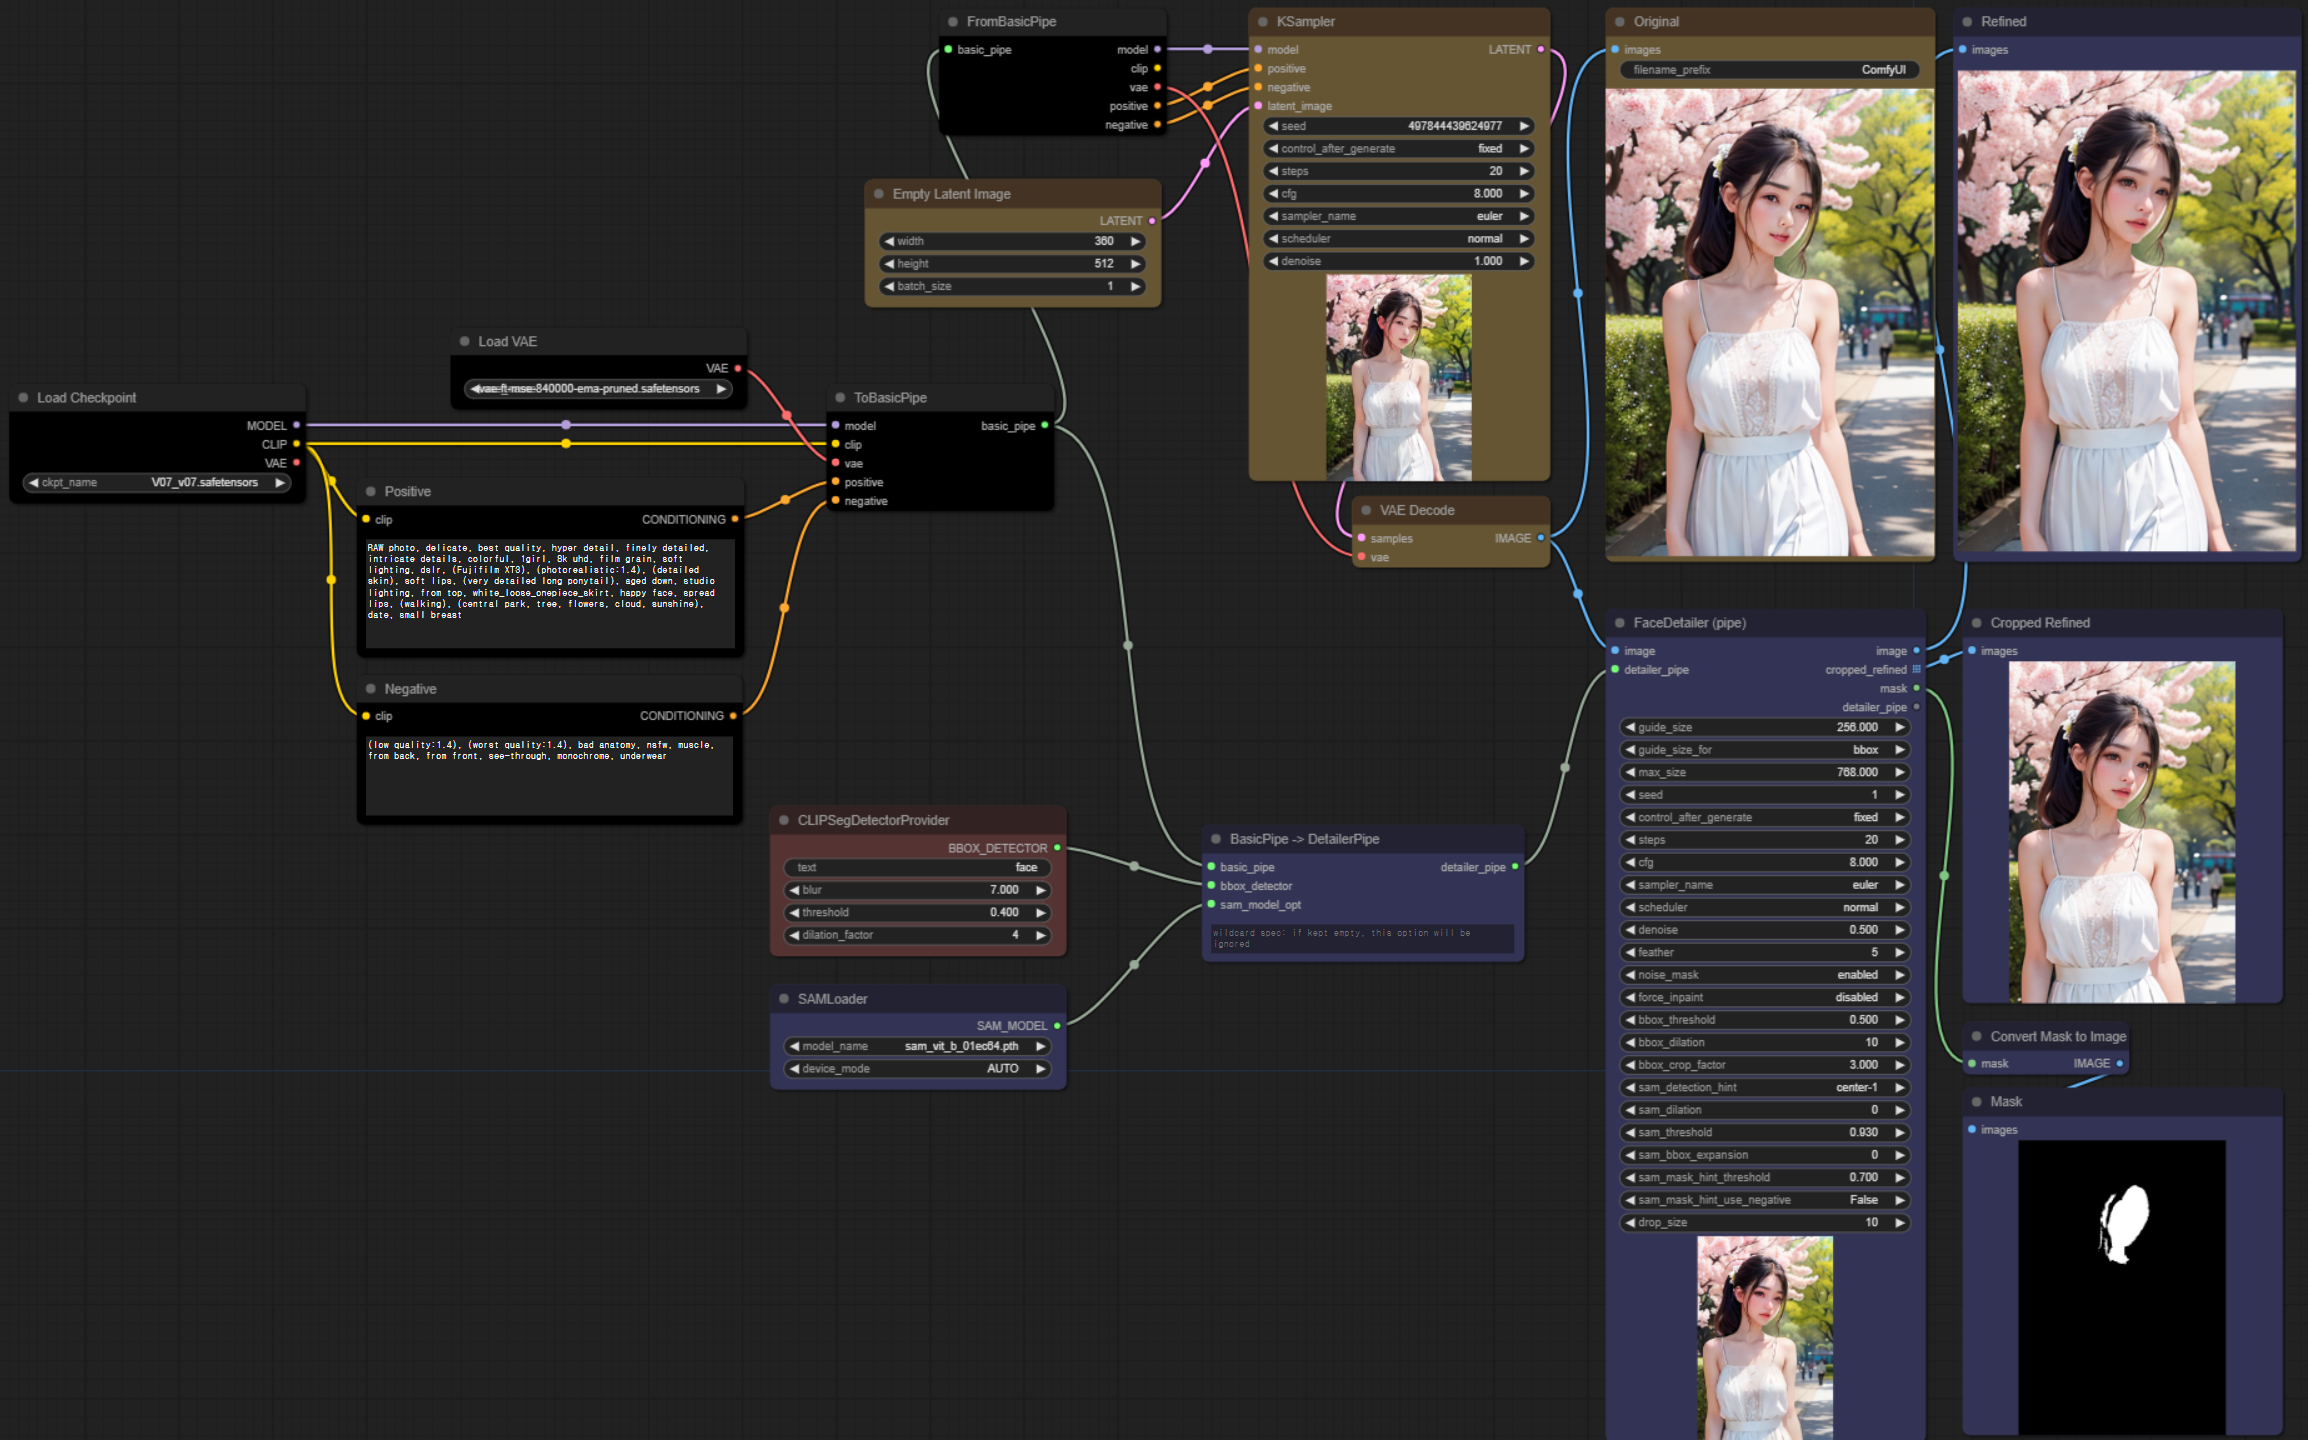 FromBasicPipe
basic_pipe
model
clip
vae
positive
negative
KSampler
model
LATENT
positive
negative
latent_image
seed 497844439624977
control_after_generate fixed
steps 20
cfg 8.000
sampler_name euler
scheduler normal
denoise 1.000
Original
images
filename_prefix ComfyUI
Refined
images
Empty Latent Image
LATENT
width 360
height 512
batch_size 1
Load VAE
VAE
vae-ft-mse-840000-ema-pruned.safetensors
Load Checkpoint
MODEL
CLIP
VAE
ckpt_name V07_v07.safetensors
ToBasicPipe
model basic_pipe
clip
vae
positive
negative
Positive
clip CONDITIONING
RAW photo, delicate, best quality, hyper detail, finely detailed,
intricate details, colorful, 1girl, 8k uhd, film grain, soft
lighting, dslr, (Fujifilm XT3), (photorealistic:1.4), (detailed
skin), soft lips, (very detailed long ponytail), aged down, studio
lighting, from top, white_loose_onepiece_skirt, happy face, spread
lips, (walking), (central park, tree, flowers, cloud, sunshine),
date, small breast
Negative
clip CONDITIONING
(low quality:1.4), (worst quality:1.4), bad anatomy, nsfw, muscle,
from back, from front, see-through, monochrome, underwear
VAE Decode
samples IMAGE
vae
CLIPSegDetectorProvider
BBOX_DETECTOR
text face
blur 7.000
threshold 0.400
dilation_factor 4
SAMLoader
SAM_MODEL
model_name sam_vit_b_01ec64.pth
device_mode AUTO
BasicPipe -> DetailerPipe
basic_pipe detailer_pipe
bbox_detector
sam_model_opt
wildcard spec: if kept empty, this option will be
ignored
FaceDetailer (pipe)
image image
detailer_pipe cropped_refined
mask
detailer_pipe
guide_size 256.000
guide_size_for bbox
max_size 768.000
seed 1
control_after_generate fixed
steps 20
cfg 8.000
sampler_name euler
scheduler normal
denoise 0.500
feather 5
noise_mask enabled
force_inpaint disabled
bbox_threshold 0.500
bbox_dilation 10
bbox_crop_factor 3.000
sam_detection_hint center-1
sam_dilation 0
sam_threshold 0.930
sam_bbox_expansion 0
sam_mask_hint_threshold 0.700
sam_mask_hint_use_negative False
drop_size 10
Cropped Refined
images
Convert Mask to Image
mask IMAGE
Mask
images